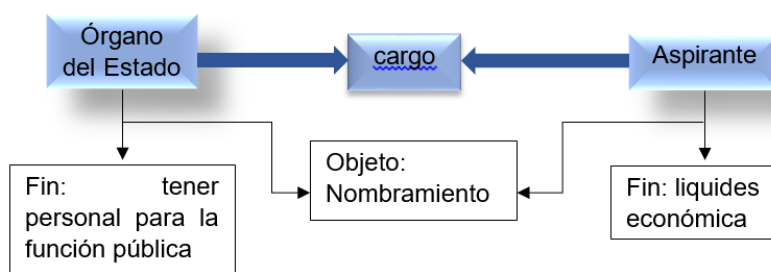 Órgano
del Estado
cargo
Aspirante
Objeto:
Nombramiento
Fin: tener
personal para la
función pública
Fin: liquides
económica